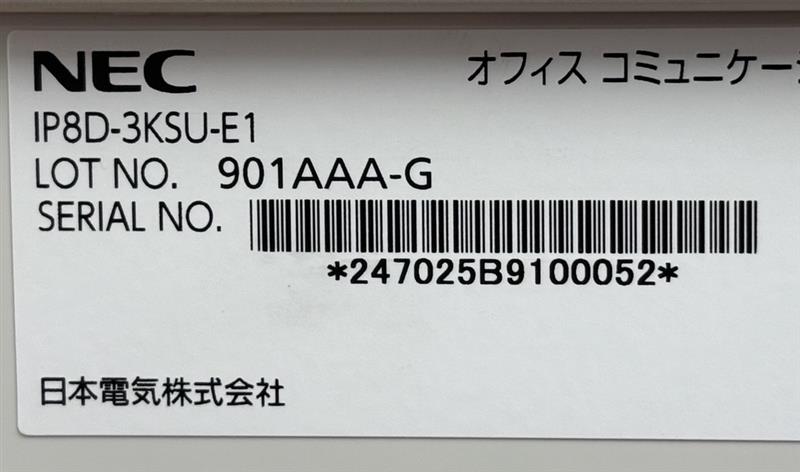 NEC
オフィス コミュニケー
IP8D-3KSU-E1
LOT NO. 901AAA-G
SERIAL NO.
*247025B9100052*
日本電気株式会社